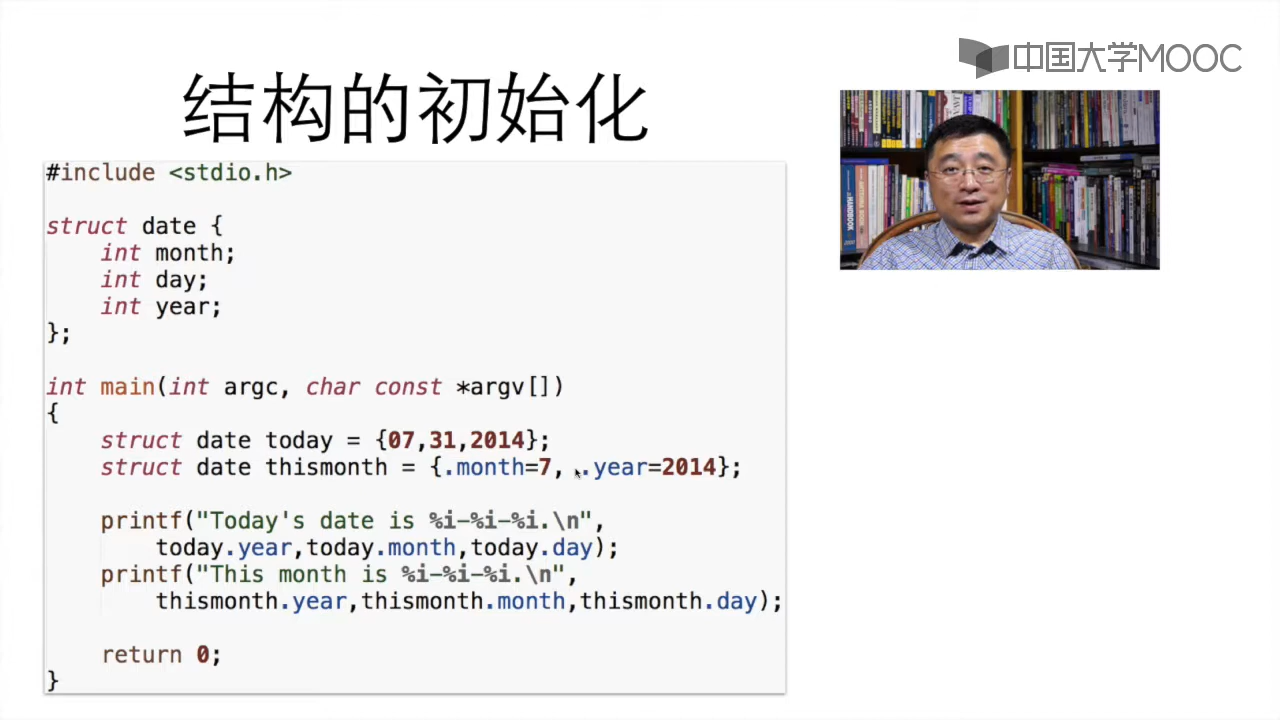 中国大学MOOC
结构的初始化
#include <stdio.h>
struct date {
    int month;
    int day;
    int year;
};
int main(int argc, char const *argv[])
{
    struct date today = {07,31,2014};
    struct date thismonth = {.month=7, .year=2014};
    printf("Today's date is %i-%i-%i.\n",
        today.year,today.month,today.day);
    printf("This month is %i-%i-%i.\n",
        thismonth.year,thismonth.month,thismonth.day);
    return 0;
}
HANDBOOK